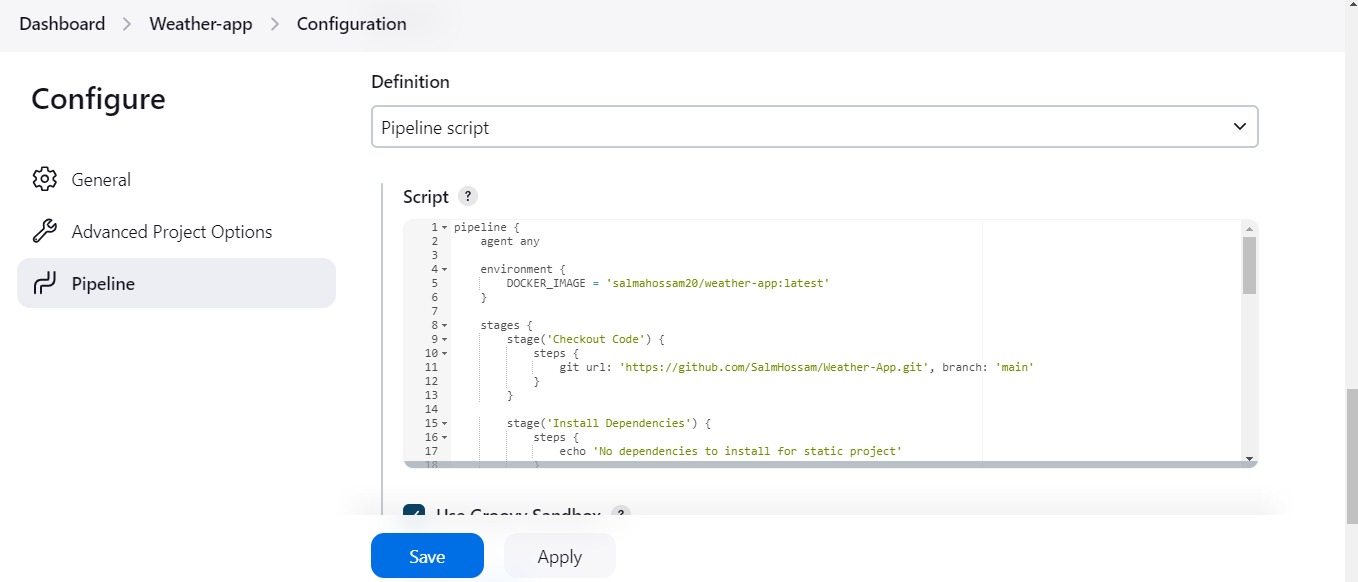 Dashboard > Weather-app > Configuration
Configure
General
Advanced Project Options
Pipeline
Definition
Pipeline script
Script ?
1 pipeline {
2 agent any
3
4 environment {
5 DOCKER_IMAGE = 'salmahossam20/weather-app:latest'
6 }
7
8 stages {
9 stage('Checkout Code') {
10 steps {
11 git url: 'https://github.com/SalmHossam/Weather-App.git', branch: 'main'
12 }
13 }
14
15 stage('Install Dependencies') {
16 steps {
17 echo 'No dependencies to install for static project'
18 }
Use Groovy Sandbox ?
Save
Apply